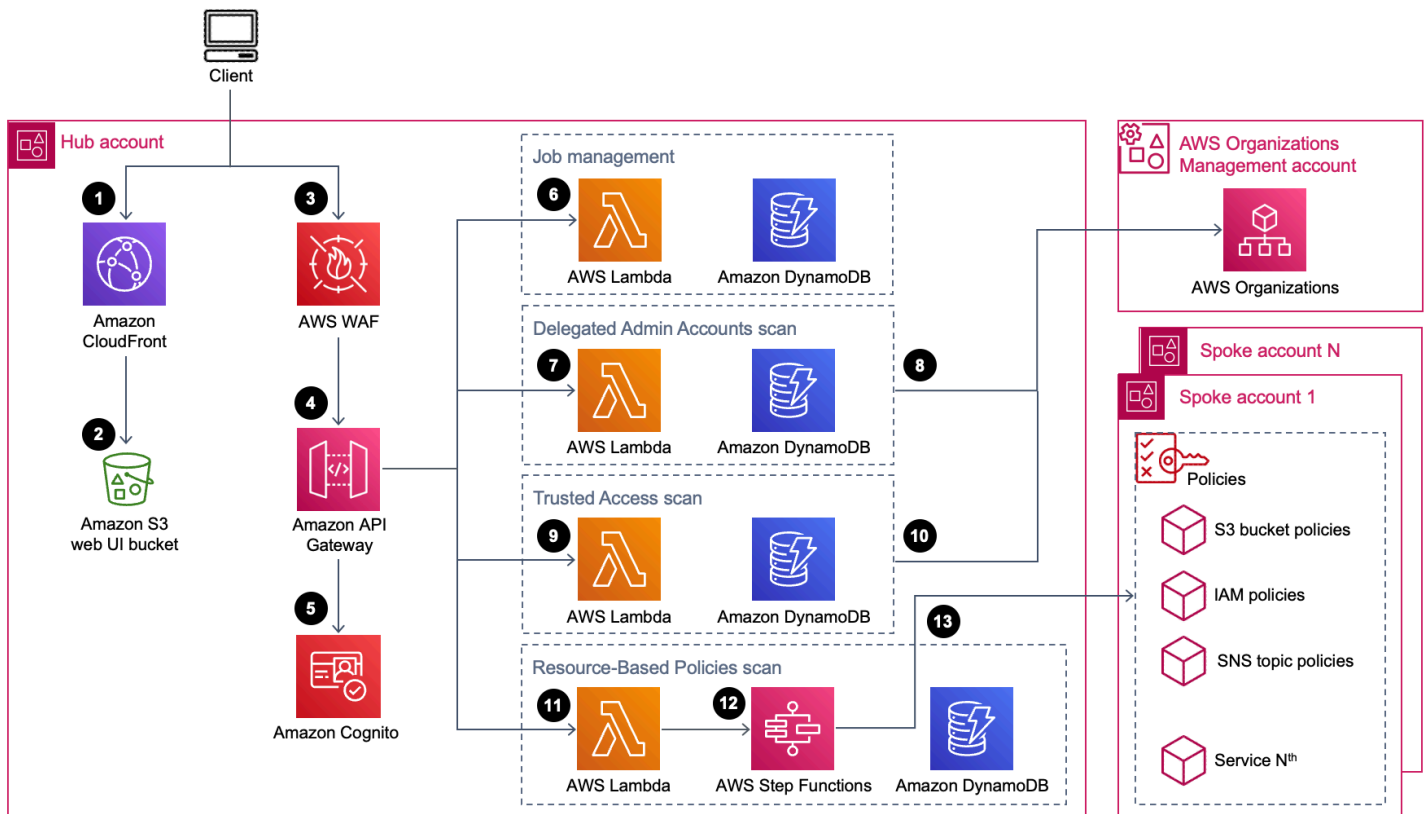 Client
Hub account
1
3
Amazon
CloudFront
AWS WAF
2
4
Amazon S3
web UI bucket
Amazon API
Gateway
5
Amazon Cognito
Job management
6
AWS Lambda
Amazon DynamoDB
Delegated Admin Accounts scan
7
8
AWS Lambda
Amazon DynamoDB
Trusted Access scan
9
10
AWS Lambda
Amazon DynamoDB
13
Resource-Based Policies scan
11
12
AWS Lambda
AWS Step Functions
Amazon DynamoDB
AWS Organizations
Management account
AWS Organizations
Spoke account N
Spoke account 1
Policies
S3 bucket policies
IAM policies
SNS topic policies
Service Nth